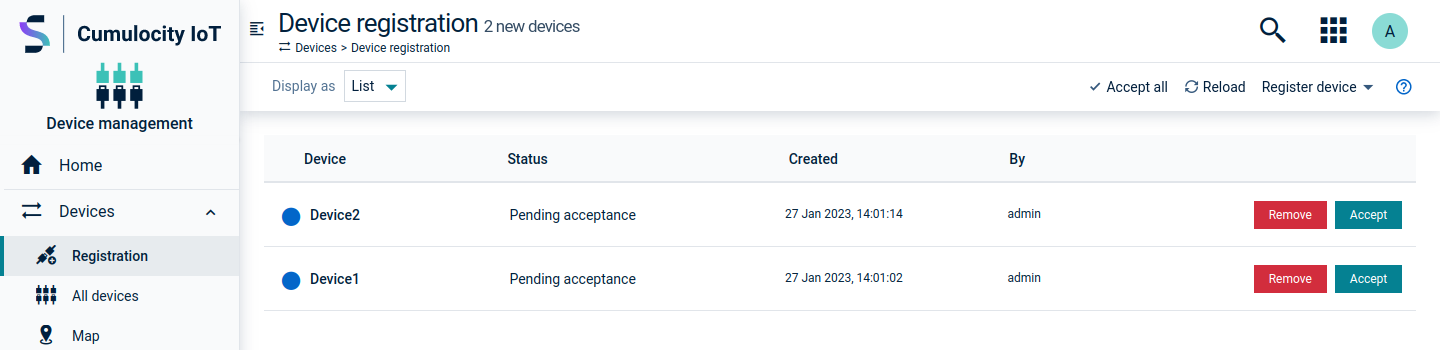 Cumulocity IoT
Device management
Home
Devices
Registration
All devices
Map
Device registration 2 new devices
Devices > Device registration
A
Display as List
Accept all Reload Register device ?
Device Status Created By
Device2 Pending acceptance 27 Jan 2023, 14:01:14 admin Remove Accept
Device1 Pending acceptance 27 Jan 2023, 14:01:02 admin Remove Accept